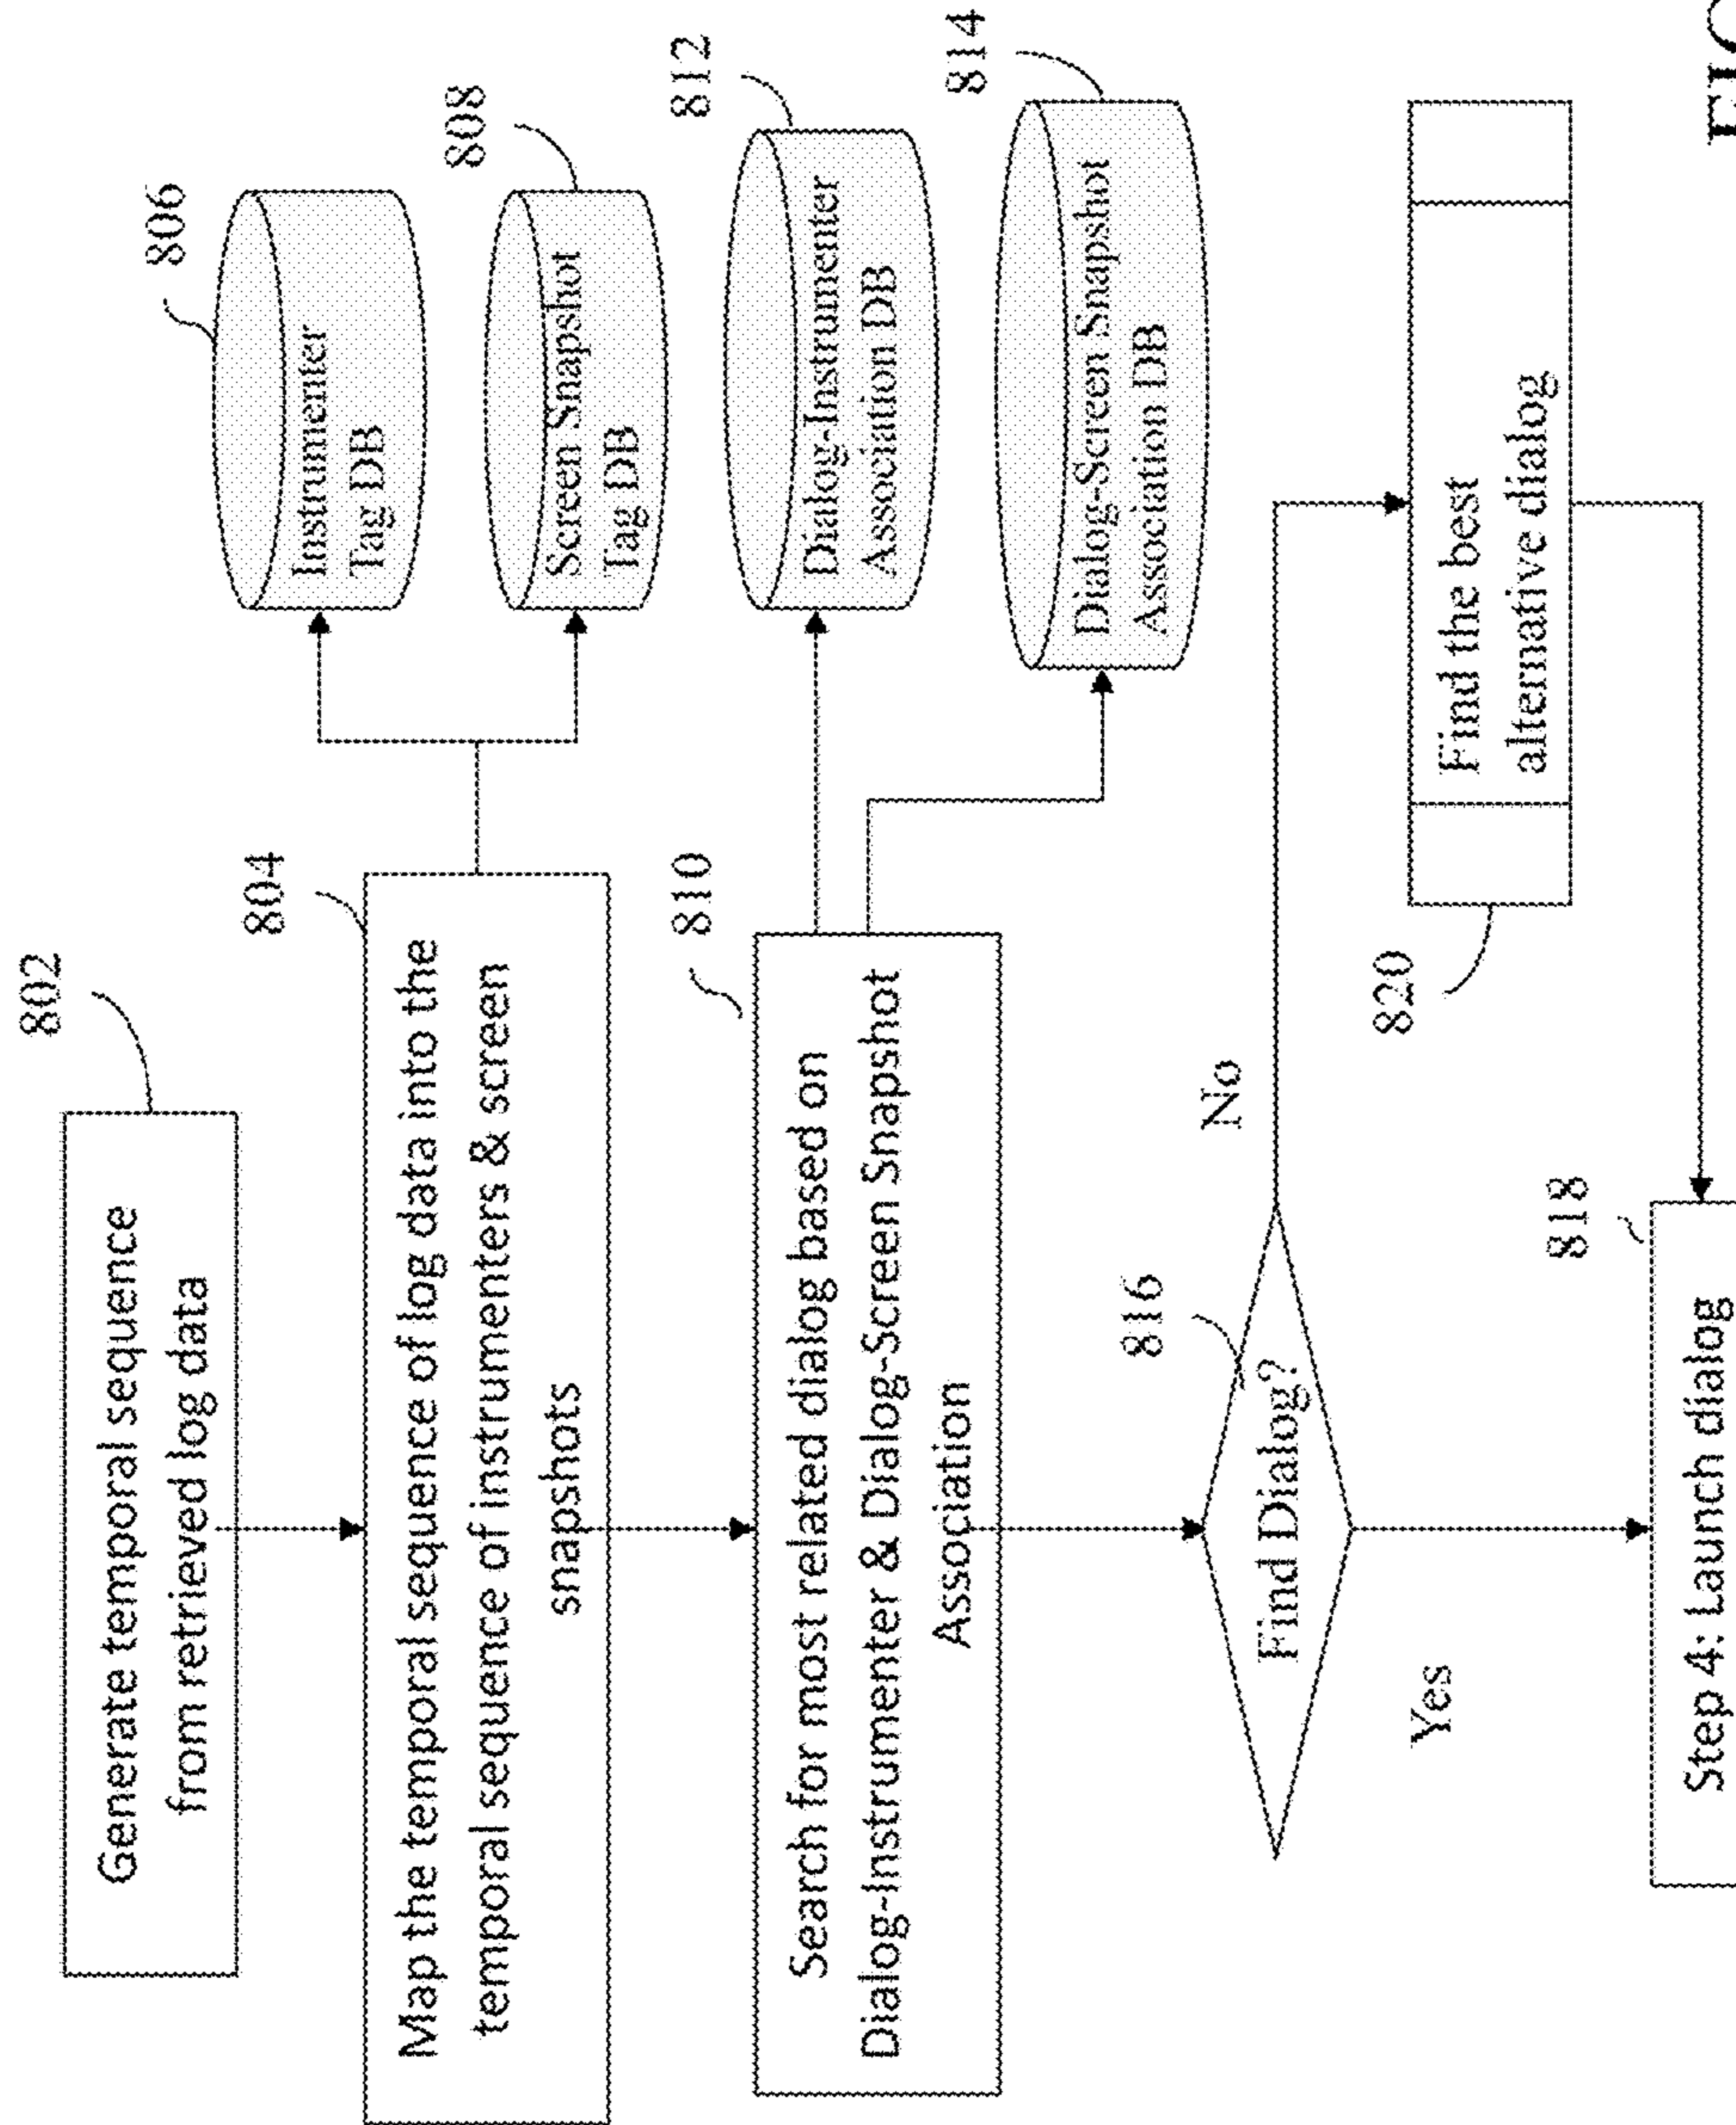 802
Generate temporal sequence
from retrieved log data
804
Map the temporal sequence of log data into the
temporal sequence of instrumenters & screen
snapshots
806
Instrumenter
Tag DB
808
Screen Snapshot
Tag DB
810
Search for most related dialog based on
Dialog-Instrumenter & Dialog-Screen Snapshot
Association
812
Dialog-Instrumenter
Association DB
814
Dialog-Screen Snapshot
Association DB
816
Find Dialog?
No
Yes
820
Find the best
alternative dialog
818
Step 4: Launch dialog